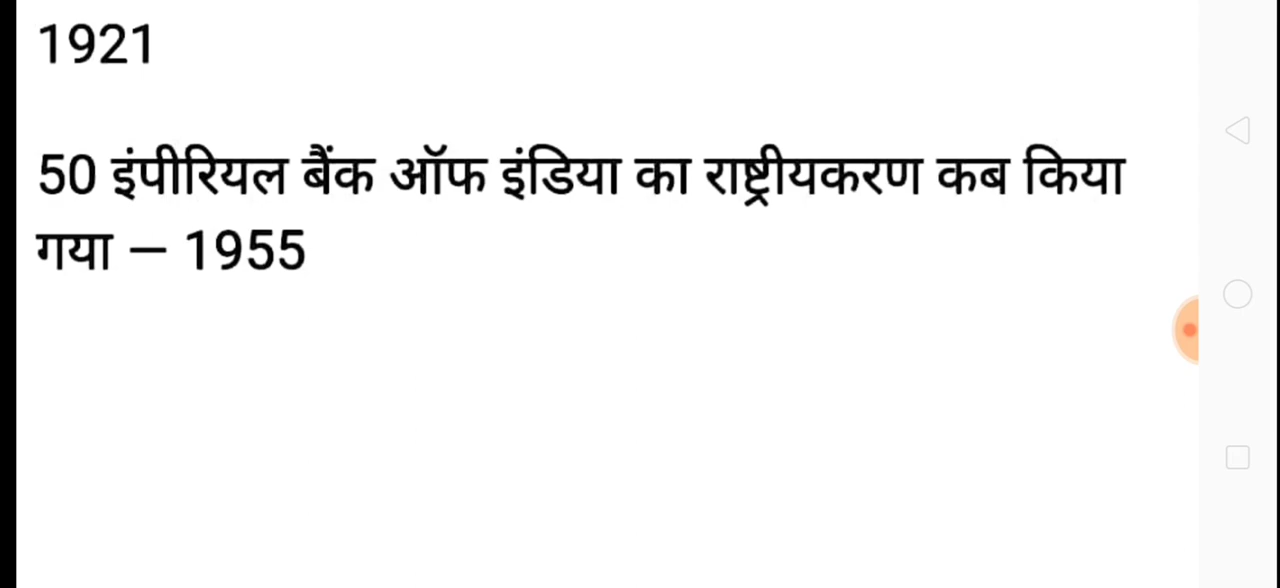 1921
50 इंपीरियल बैंक ऑफ इंडिया का राष्ट्रीयकरण कब किया
गया – 1955